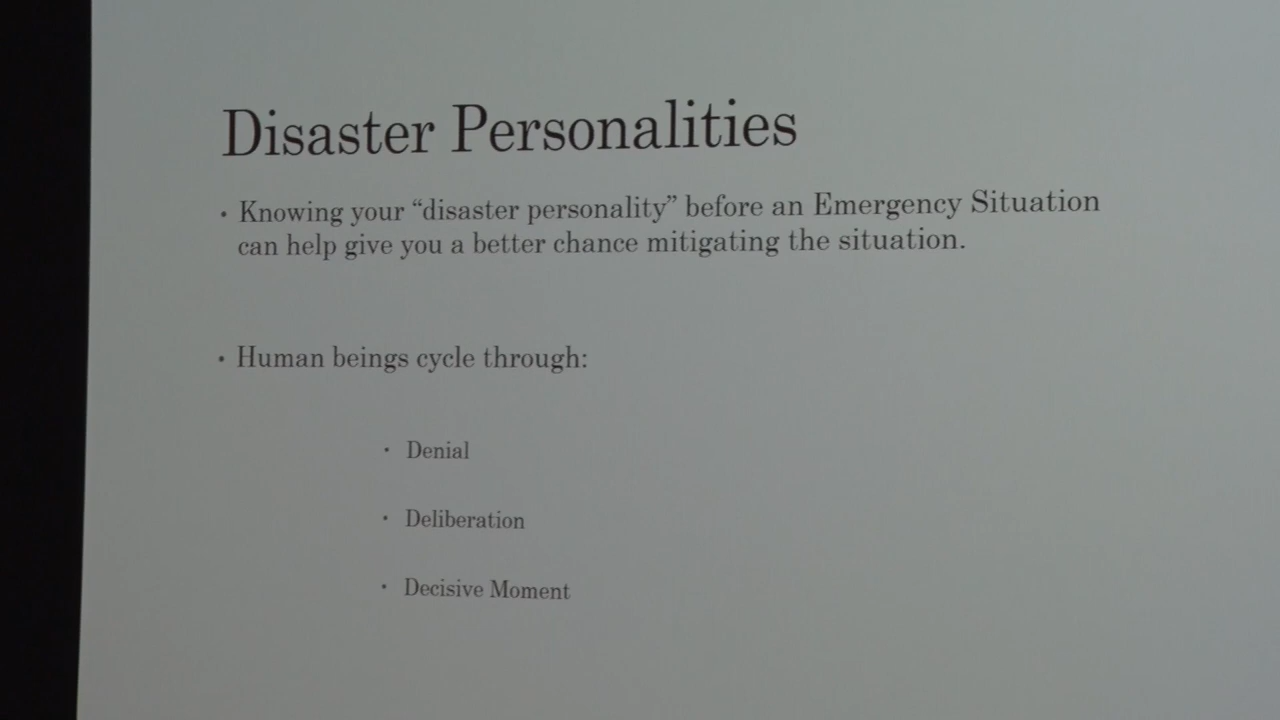 Disaster Personalities
• Knowing your “disaster personality” before an Emergency Situation
can help give you a better chance mitigating the situation.
• Human beings cycle through:
• Denial
• Deliberation
• Decisive Moment